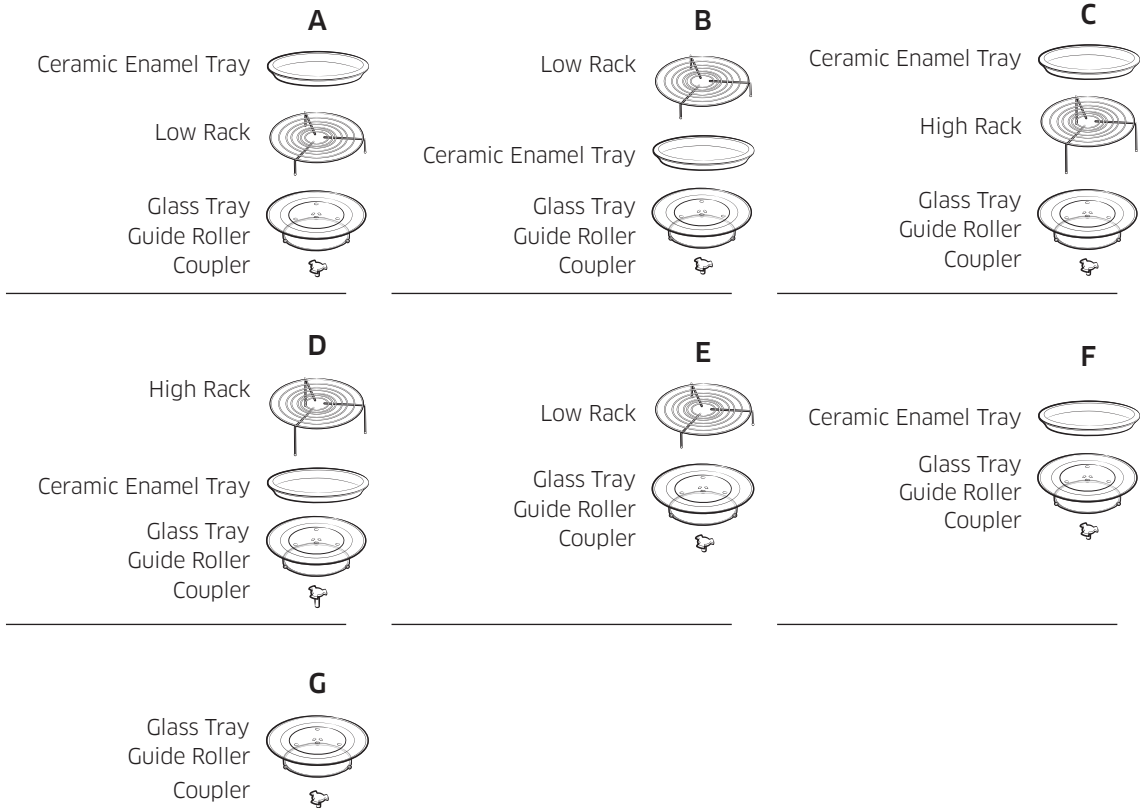 A
Ceramic Enamel Tray
Low Rack
Glass Tray
Guide Roller
Coupler
B
Low Rack
Ceramic Enamel Tray
Glass Tray
Guide Roller
Coupler
C
Ceramic Enamel Tray
High Rack
Glass Tray
Guide Roller
Coupler
D
High Rack
Ceramic Enamel Tray
Glass Tray
Guide Roller
Coupler
E
Low Rack
Glass Tray
Guide Roller
Coupler
F
Ceramic Enamel Tray
Glass Tray
Guide Roller
Coupler
G
Glass Tray
Guide Roller
Coupler